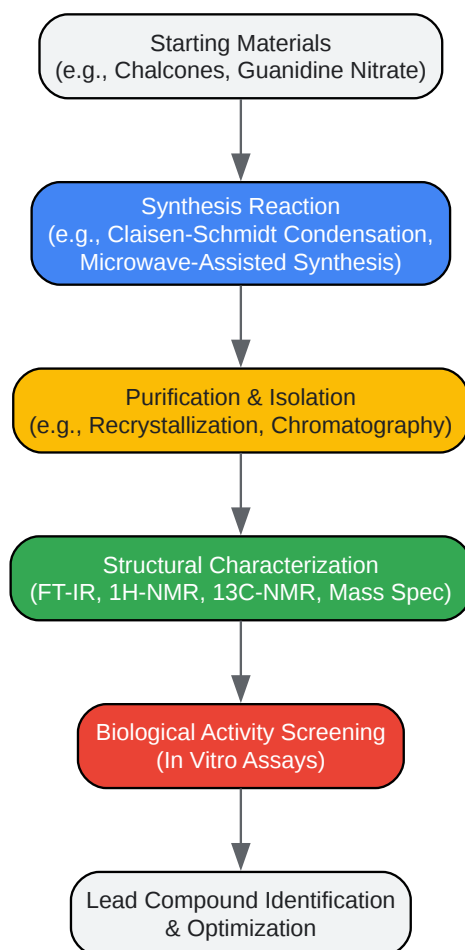 Starting Materials
(e.g., Chalcones, Guanidine Nitrate)
Synthesis Reaction
(e.g., Claisen-Schmidt Condensation,
Microwave-Assisted Synthesis)
Purification & Isolation
(e.g., Recrystallization, Chromatography)
Structural Characterization
(FT-IR, 1H-NMR, 13C-NMR, Mass Spec)
Biological Activity Screening
(In Vitro Assays)
Lead Compound Identification
& Optimization